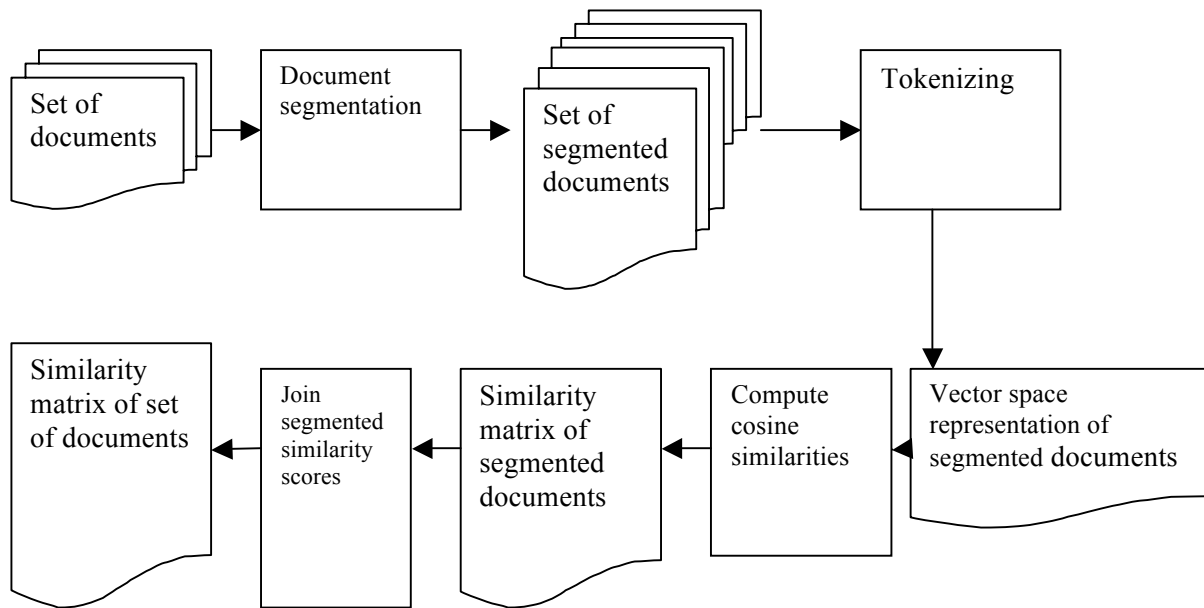 Set of
documents
Document
segmentation
Set of
segmented
documents
Tokenizing
Vector space
representation of
segmented documents
Compute
cosine
similarities
Similarity
matrix of
segmented
documents
Join
segmented
similarity
scores
Similarity
matrix of set
of documents